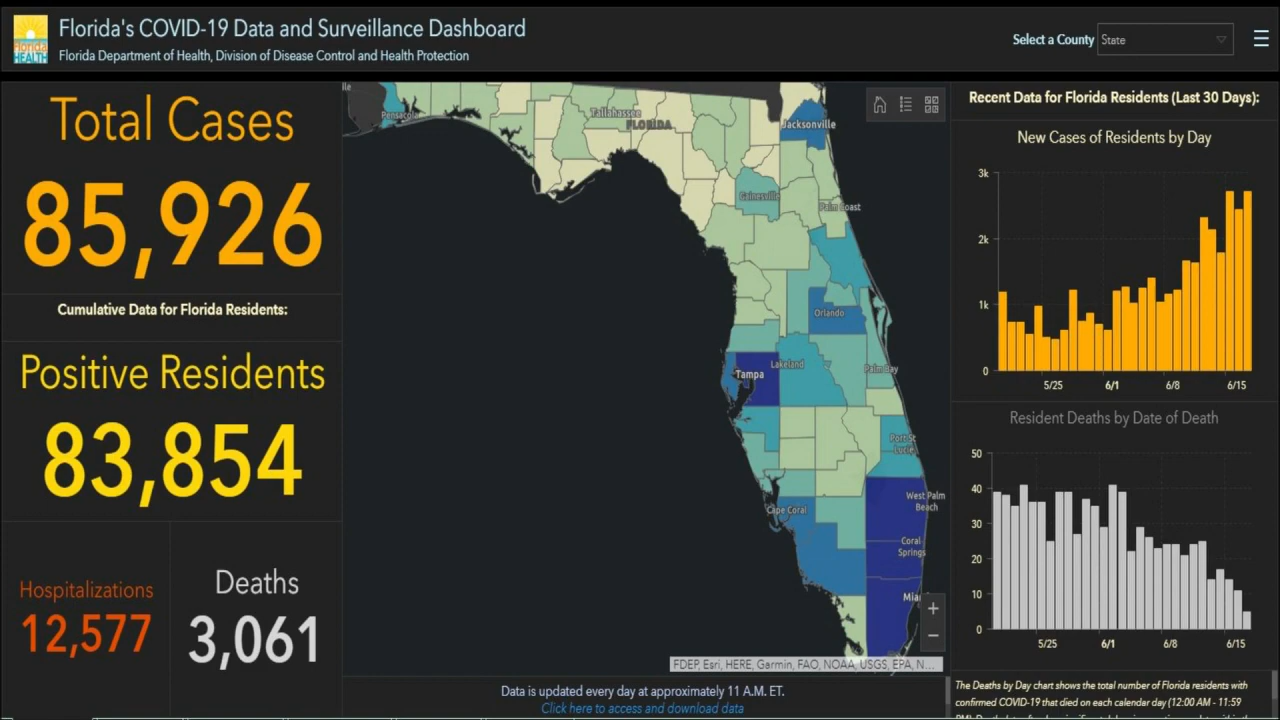 Florida HEALTH
Florida's COVID-19 Data and Surveillance Dashboard
Florida Department of Health, Division of Disease Control and Health Protection
Select a County State
Total Cases
85,926
Cumulative Data for Florida Residents:
Positive Residents
83,854
Hospitalizations
12,577
Deaths
3,061
lle
Pensacola
Tallahassee
FLORIDA
Jacksonville
Gainesville
Palm Coast
Orlando
Lakeland
Tampa
Palm Bay
Port St
Lucie
Cape Coral
West Palm
Beach
Coral
Springs
Mia
+
−
FDEP, Esri, HERE, Garmin, FAO, NOAA, USGS, EPA, N...
Data is updated every day at approximately 11 A.M. ET.
Click here to access and download data
Recent Data for Florida Residents (Last 30 Days):
New Cases of Residents by Day
3k
2k
1k
0
5/25 6/1 6/8 6/15
Resident Deaths by Date of Death
50
40
30
20
10
0
5/25 6/1 6/8 6/15
The Deaths by Day chart shows the total number of Florida residents with
confirmed COVID-19 that died on each calendar day (12:00 AM - 11:59